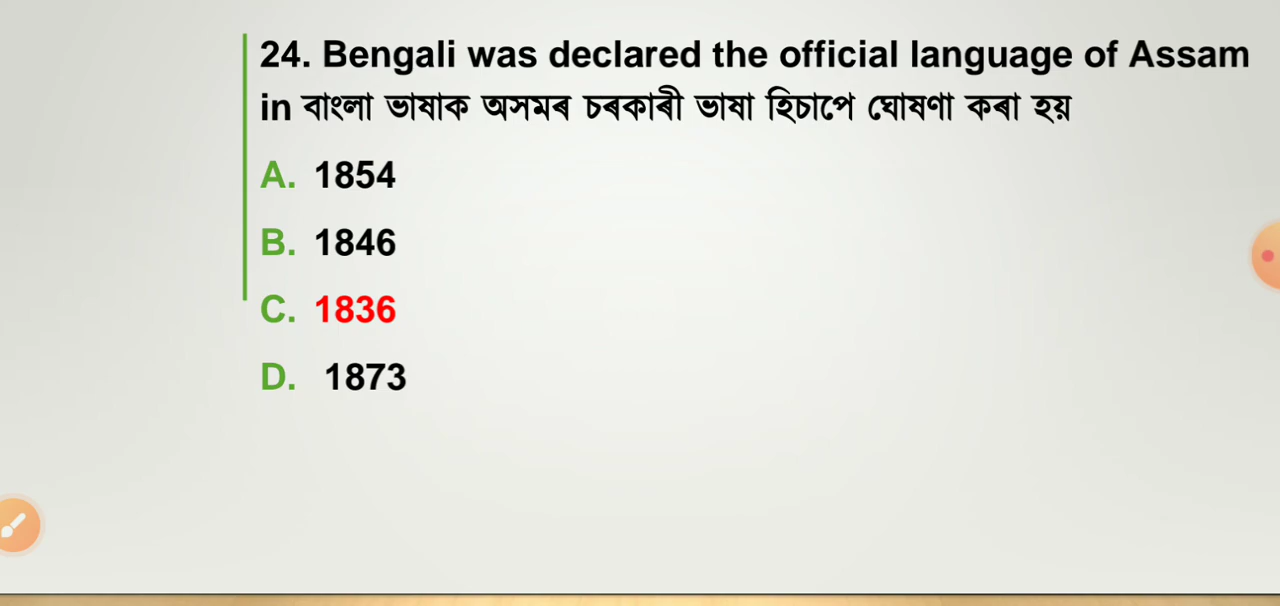 24. Bengali was declared the official language of Assam
in বাংলা ভাষাক অসমৰ চৰকাৰী ভাষা হিচাপে ঘোষণা কৰা হয়
A. 1854
B. 1846
C. 1836
D. 1873